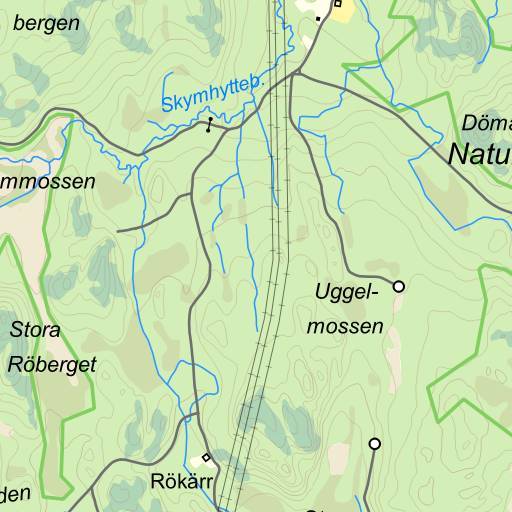 bergen
Skymhytteb.
Döma
Natu
mmossen
Uggel-
mossen
Stora
Röberget
Rökärr
den